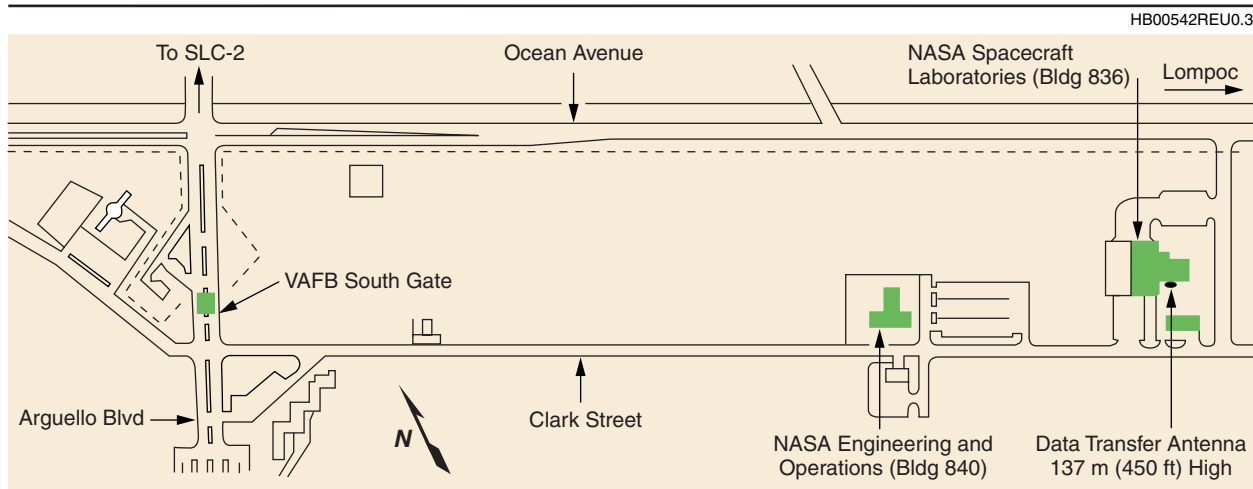 HB00542REU0.3
To SLC-2
Ocean Avenue
NASA Spacecraft
Laboratories (Bldg 836)
Lompoc
VAFB South Gate
Arguello Blvd
N
Clark Street
NASA Engineering and
Operations (Bldg 840)
Data Transfer Antenna
137 m (450 ft) High